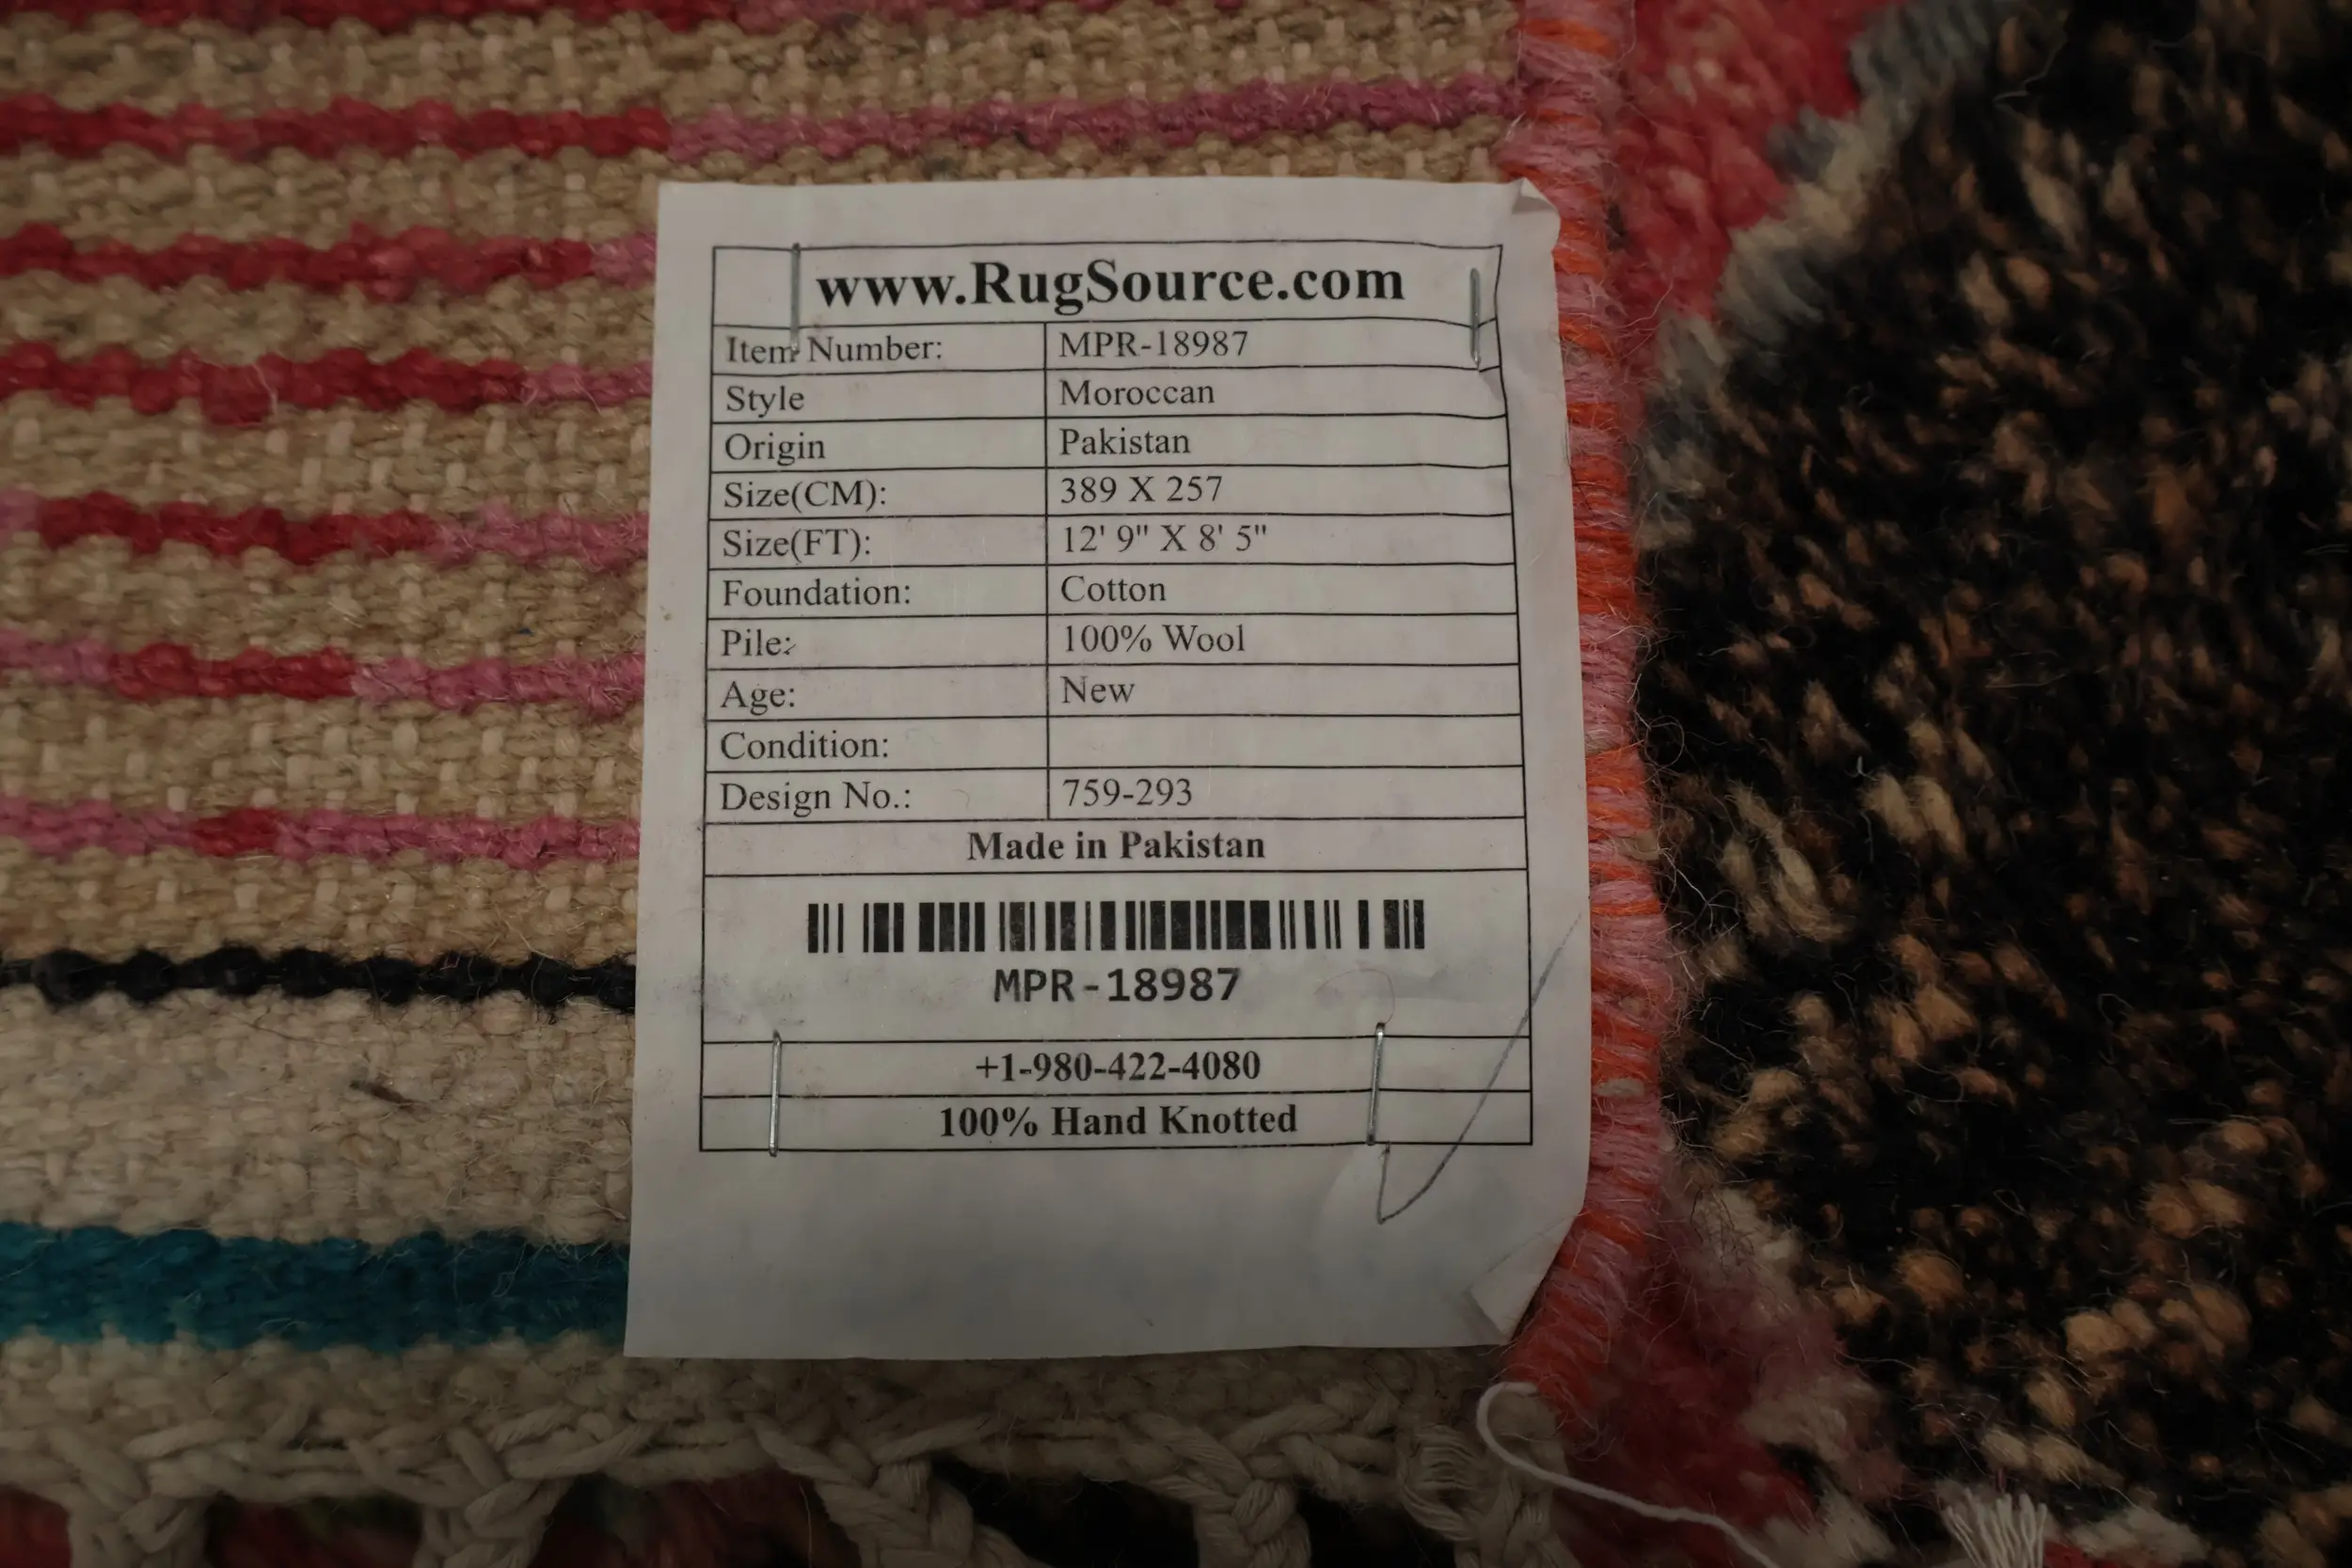 www.RugSource.com
Item Number: MPR-18987
Style Moroccan
Origin Pakistan
Size(CM): 389 X 257
Size(FT): 12' 9" X 8' 5"
Foundation: Cotton
Pile: 100% Wool
Age: New
Condition:
Design No.: 759-293
Made in Pakistan
MPR-18987
+1-980-422-4080
100% Hand Knotted